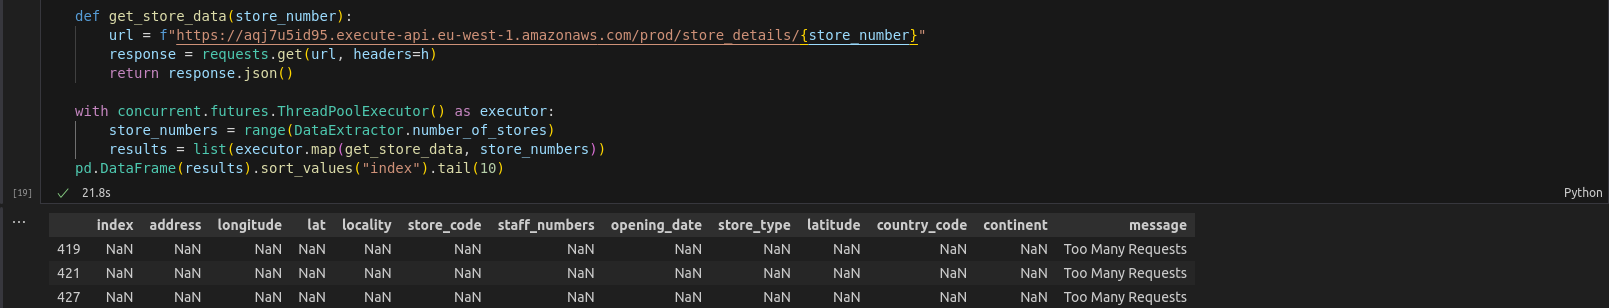 def get_store_data(store_number):
url = f"https://aqj7u5id95.execute-api.eu-west-1.amazonaws.com/prod/store_details/{store_number}"
response = requests.get(url, headers=h)
return response.json()
with concurrent.futures.ThreadPoolExecutor() as executor:
store_numbers = range(DataExtractor.number_of_stores)
results = list(executor.map(get_store_data, store_numbers))
pd.DataFrame(results).sort_values("index").tail(10)
[19] ✓ 21.8s Python
... index address longitude lat locality store_code staff_numbers opening_date store_type latitude country_code continent message
419 NaN NaN NaN NaN NaN NaN NaN NaN NaN NaN NaN NaN Too Many Requests
421 NaN NaN NaN NaN NaN NaN NaN NaN NaN NaN NaN NaN Too Many Requests
427 NaN NaN NaN NaN NaN NaN NaN NaN NaN NaN NaN NaN Too Many Requests